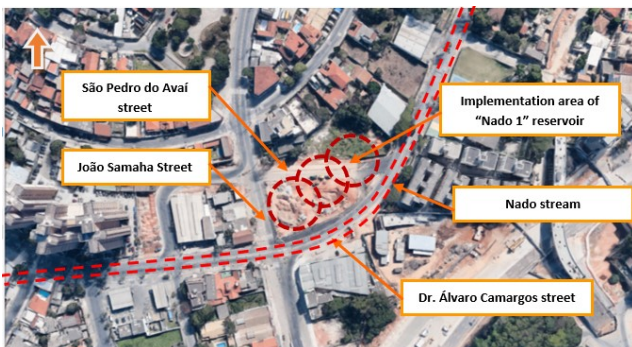 São Pedro do Avaí
street
Implementation area of
“Nado 1” reservoir
João Samaha Street
Nado stream
Dr. Álvaro Camargos street